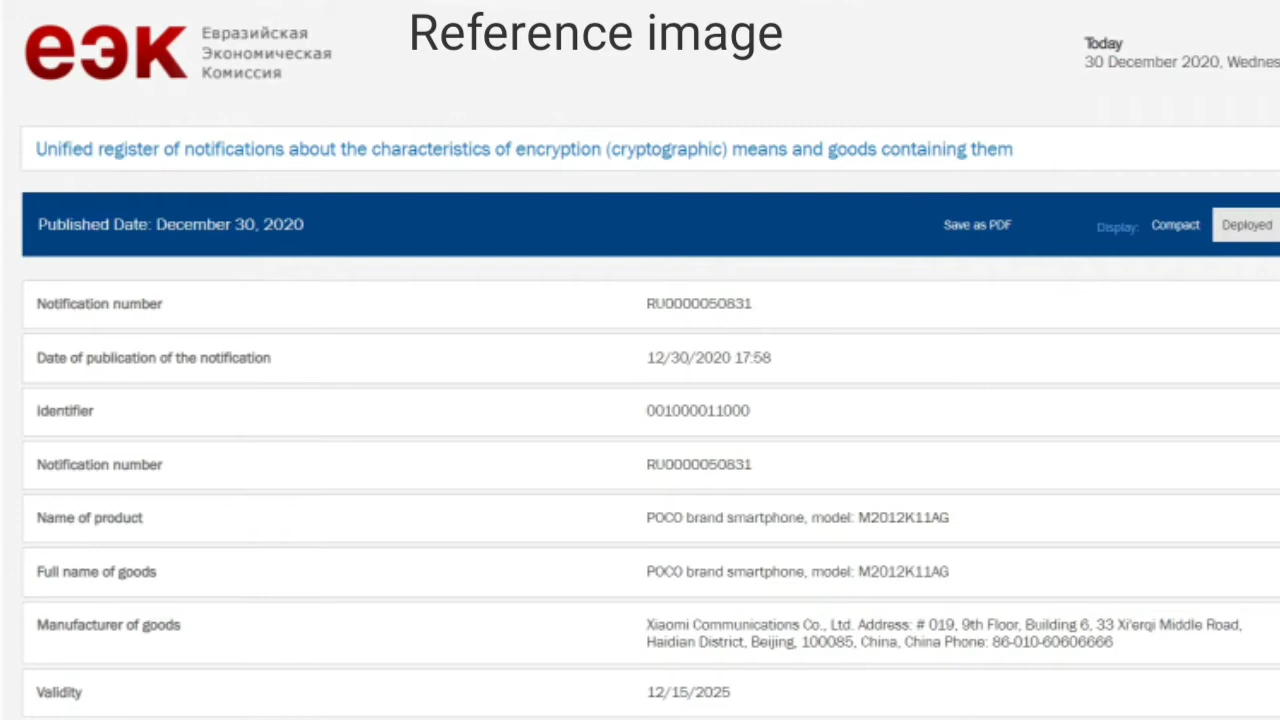 еэк
Евразийская
Экономическая
Комиссия
Reference image
Today
30 December 2020, Wednes
Unified register of notifications about the characteristics of encryption (cryptographic) means and goods containing them
Published Date: December 30, 2020
Save as PDF
Display: Compact Deployed
Notification number RU0000050831
Date of publication of the notification 12/30/2020 17:58
Identifier 001000011000
Notification number RU0000050831
Name of product POCO brand smartphone, model: M2012K11AG
Full name of goods POCO brand smartphone, model: M2012K11AG
Manufacturer of goods Xiaomi Communications Co., Ltd. Address: # 019, 9th Floor, Building 6, 33 Xi'erqi Middle Road,
Haidian District, Beijing, 100085, China, China Phone: 86-010-60606666
Validity 12/15/2025